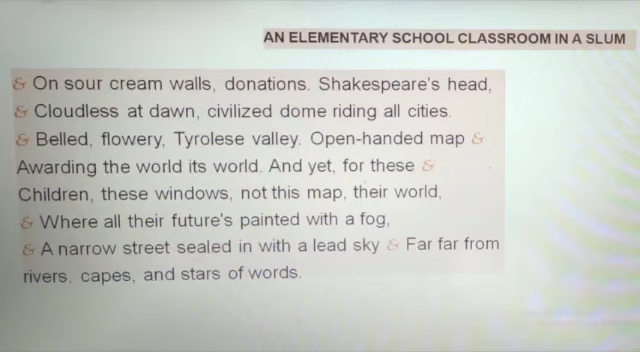 AN ELEMENTARY SCHOOL CLASSROOM IN A SLUM
& On sour cream walls, donations. Shakespeare's head,
& Cloudless at dawn, civilized dome riding all cities.
& Belled, flowery, Tyrolese valley. Open-handed map &
Awarding the world its world. And yet, for these &
Children, these windows, not this map, their world,
& Where all their future's painted with a fog,
& A narrow street sealed in with a lead sky & Far far from
rivers, capes, and stars of words.